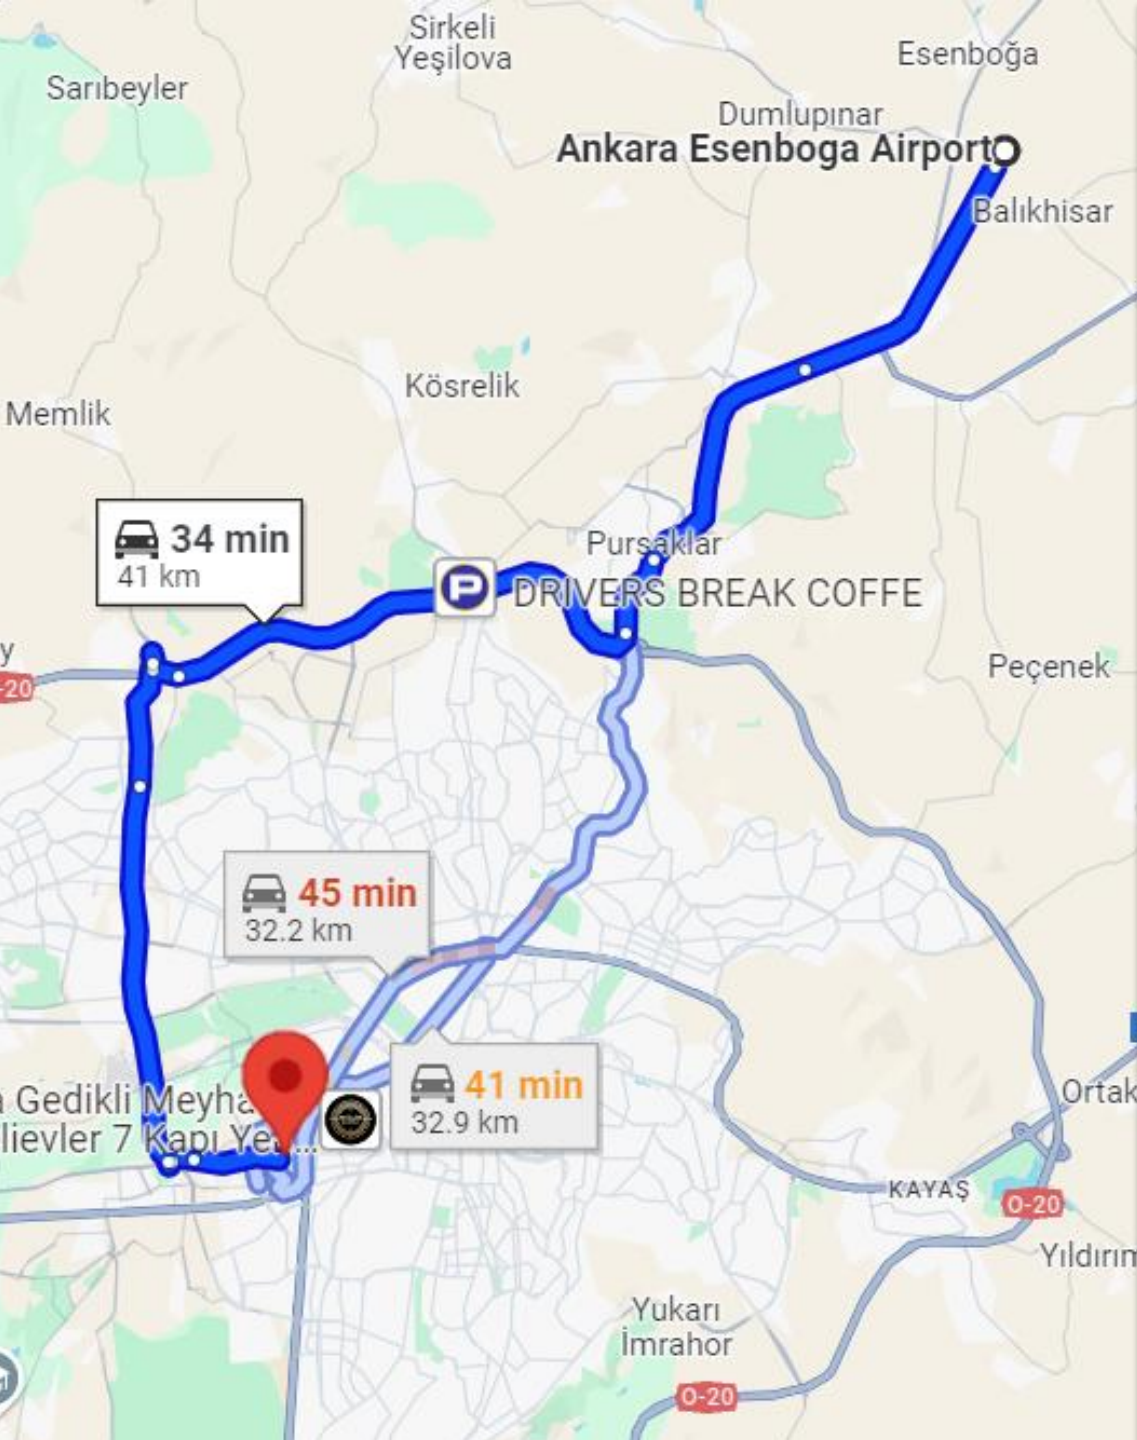 Sirkeli
Yeşilova
Esenboğa
Sarıbeyler
Dumlupınar
Ankara Esenboga Airport
Balıkhisar
Kösrelik
Memlik
34 min
41 km
Pursaklar
P
DRIVERS BREAK COFFE
y
-20
Peçenek
45 min
32.2 km
41 min
32.9 km
Ortak
a Gedikli Meyha
lievler 7 Kapı Ye...
KAYAŞ
O-20
Yıldırım
Yukarı
İmrahor
O-20